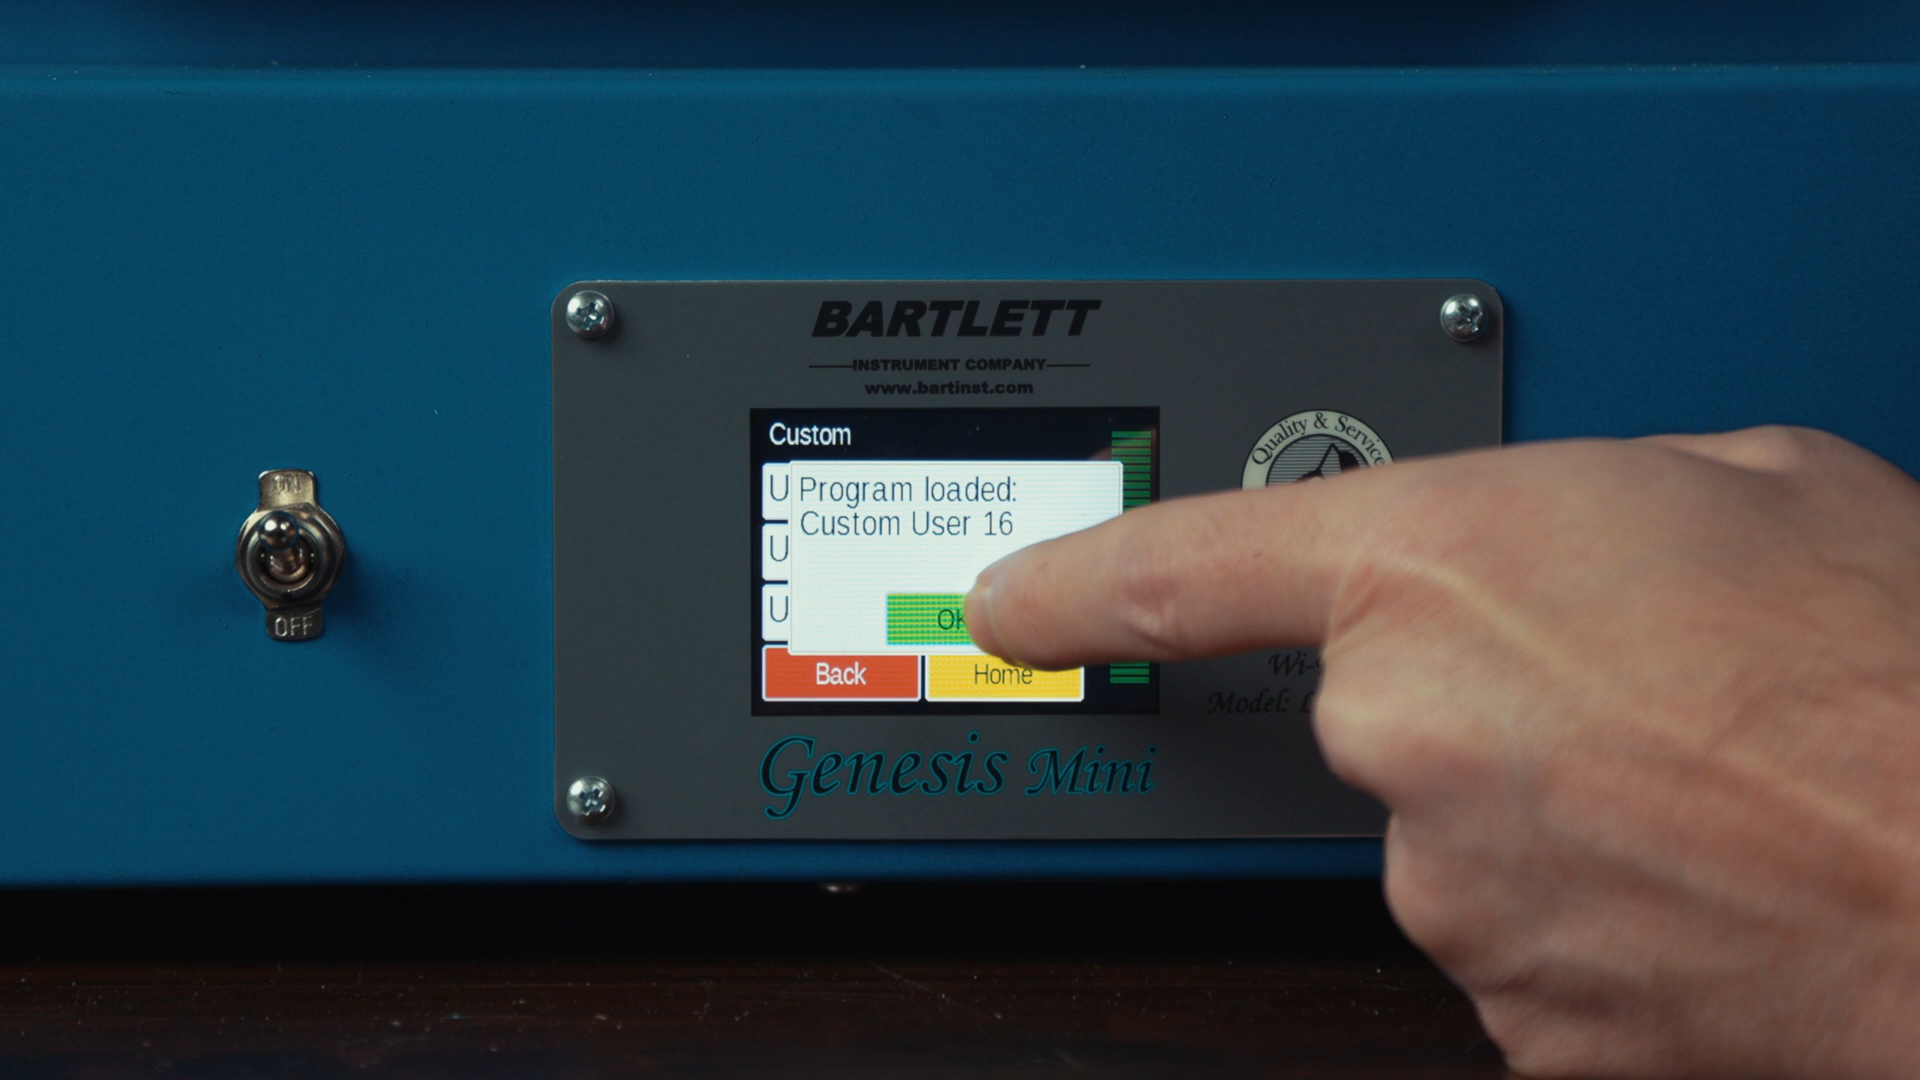 BARTLETT
INSTRUMENT COMPANY
www.bartinst.com
Custom
Program loaded:
Custom User 16
U
U
U
Back
Home
Quality & Service
ON
OFF
Model:
Genesis Mini